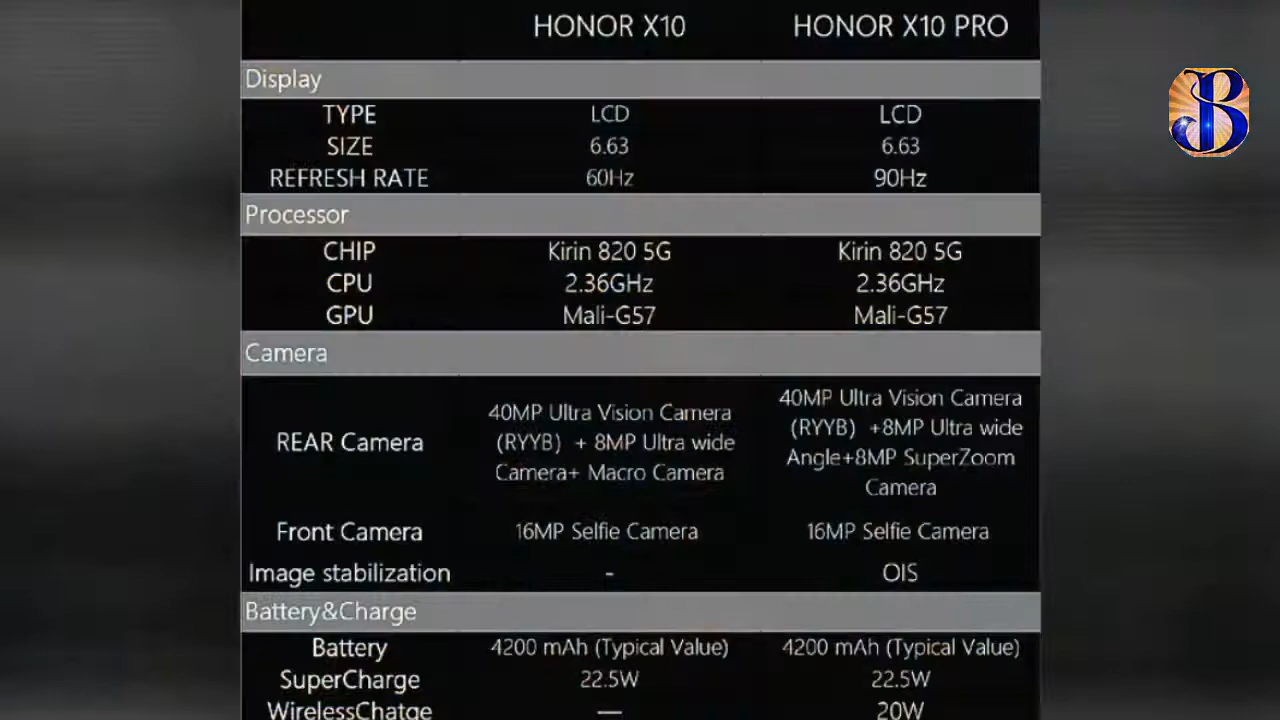 HONOR X10 HONOR X10 PRO
Display
TYPE LCD LCD
SIZE 6.63 6.63
REFRESH RATE 60Hz 90Hz
Processor
CHIP Kirin 820 5G Kirin 820 5G
CPU 2.36GHz 2.36GHz
GPU Mali-G57 Mali-G57
Camera
REAR Camera
40MP Ultra Vision Camera
(RYYB) + 8MP Ultra wide
Camera+ Macro Camera
40MP Ultra Vision Camera
(RYYB) +8MP Ultra wide
Angle+8MP SuperZoom
Camera
Front Camera 16MP Selfie Camera 16MP Selfie Camera
Image stabilization - OIS
Battery&Charge
Battery 4200 mAh (Typical Value) 4200 mAh (Typical Value)
SuperCharge 22.5W 22.5W
WirelessChatge — 20W
B